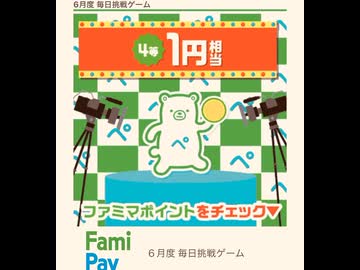 6月度 毎日挑戦ゲーム
4等 1円相当
ぺ
ぺ
ぺ
ぺ
ファミマポイントをチェック▼
Fami
Pay
６月度 毎日挑戦ゲーム